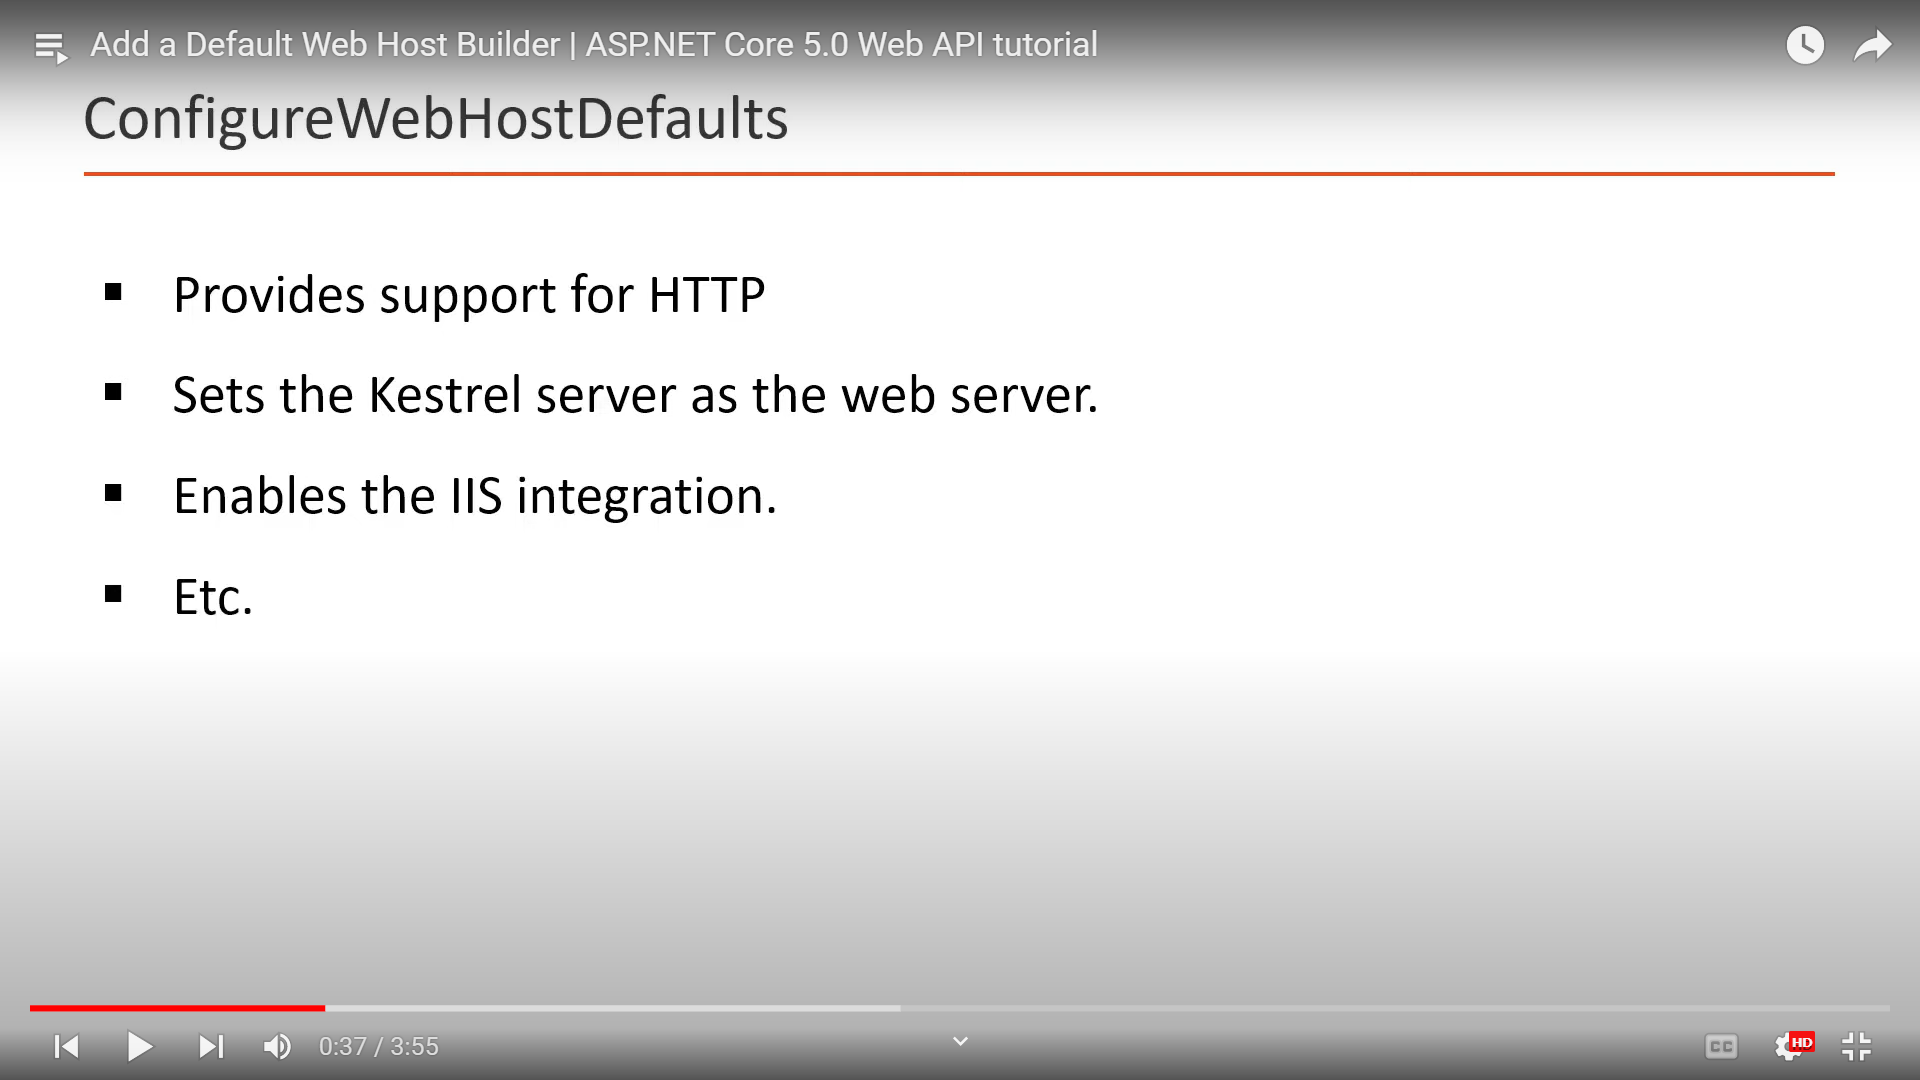 Add a Default Web Host Builder | ASP.NET Core 5.0 Web API tutorial
ConfigureWebHostDefaults
▪ Provides support for HTTP
▪ Sets the Kestrel server as the web server.
▪ Enables the IIS integration.
▪ Etc.
0:37 / 3:55
CC
HD